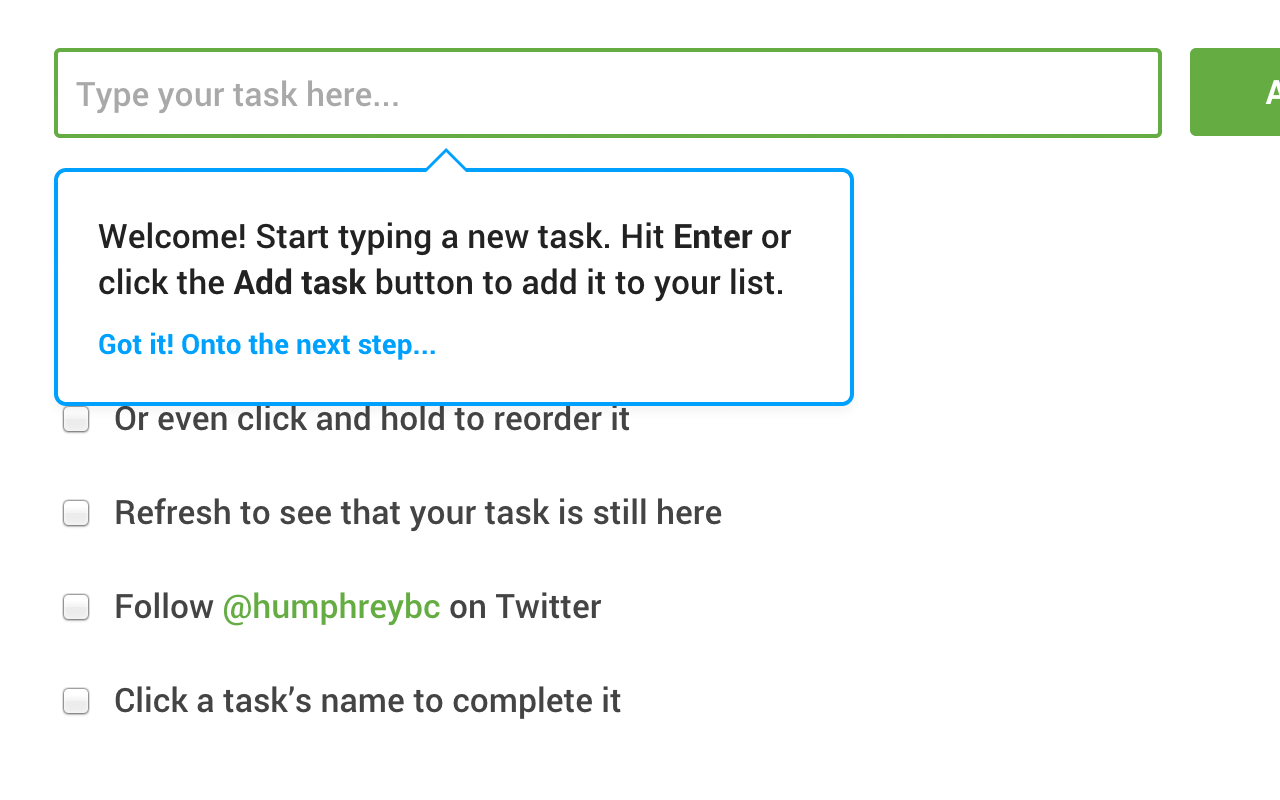 Type your task here...
A
Welcome! Start typing a new task. Hit Enter or
click the Add task button to add it to your list.
Got it! Onto the next step...
Or even click and hold to reorder it
Refresh to see that your task is still here
Follow @humphreybc on Twitter
Click a task’s name to complete it